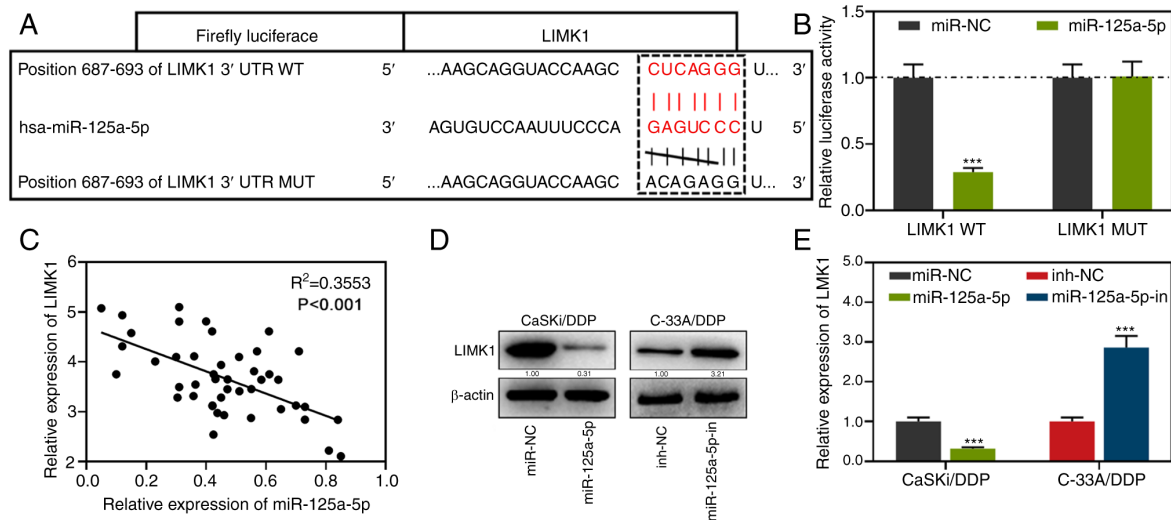 A
Firefly luciferace LIMK1
Position 687-693 of LIMK1 3′ UTR WT 5′ ...AAGCAGGUACCAAGC CUCAGGG U... 3′
hsa-miR-125a-5p 3′ AGUGUCCAAUUUCCCA GAGUCCC U 5′
Position 687-693 of LIMK1 3′ UTR MUT 5′ ...AAGCAGGUACCAAGC ACAGAGG U... 3′
B
Relative luciferase activity
1.5
1.0
0.5
0.0
miR-NC miR-125a-5p
***
LIMK1 WT LIMK1 MUT
C
Relative expression of LIMK1
6
5
4
3
2
R²=0.3553
P<0.001
0.0 0.2 0.4 0.6 0.8 1.0
Relative expression of miR-125a-5p
D
CaSKi/DDP C-33A/DDP
LIMK1
1.00 0.31 1.00 3.21
β-actin
miR-NC
miR-125a-5p
inh-NC
miR-125a-5p-in
E
Relative expression of LMK1
5.0
4.0
3.0
2.0
1.0
0.0
miR-NC inh-NC
miR-125a-5p miR-125a-5p-in
***
***
CaSKi/DDP C-33A/DDP